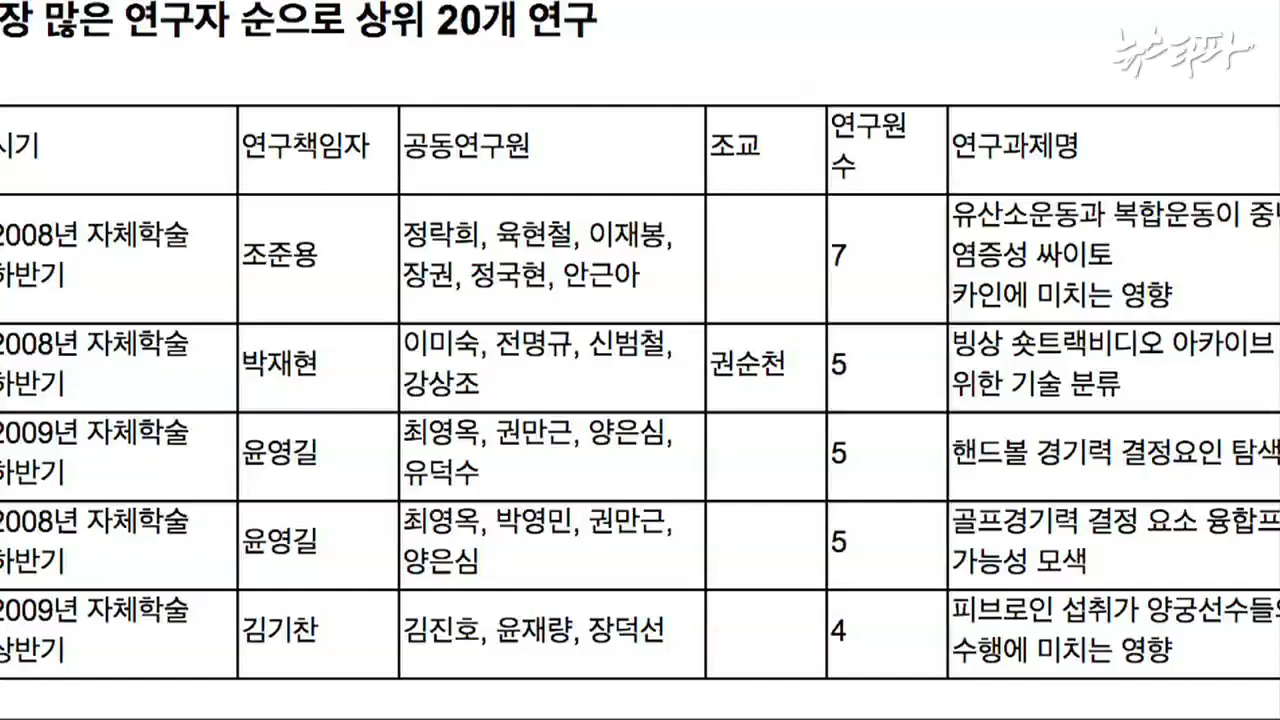 장 많은 연구자 순으로 상위 20개 연구
뉴스타파
시기 연구책임자 공동연구원 조교 연구원 수 연구과제명
2008년 자체학술 하반기 조준용 정락희, 육현철, 이재봉, 장권, 정국현, 안근아 7 유산소운동과 복합운동이 중 염증성 싸이토 카인에 미치는 영향
2008년 자체학술 하반기 박재현 이미숙, 전명규, 신범철, 강상조 권순천 5 빙상 숏트랙비디오 아카이브 위한 기술 분류
2009년 자체학술 하반기 윤영길 최영옥, 권만근, 양은심, 유덕수 5 핸드볼 경기력 결정요인 탐색
2008년 자체학술 하반기 윤영길 최영옥, 박영민, 권만근, 양은심 5 골프경기력 결정 요소 융합프 가능성 모색
2009년 자체학술 상반기 김기찬 김진호, 윤재량, 장덕선 4 피브로인 섭취가 양궁선수들의 수행에 미치는 영향